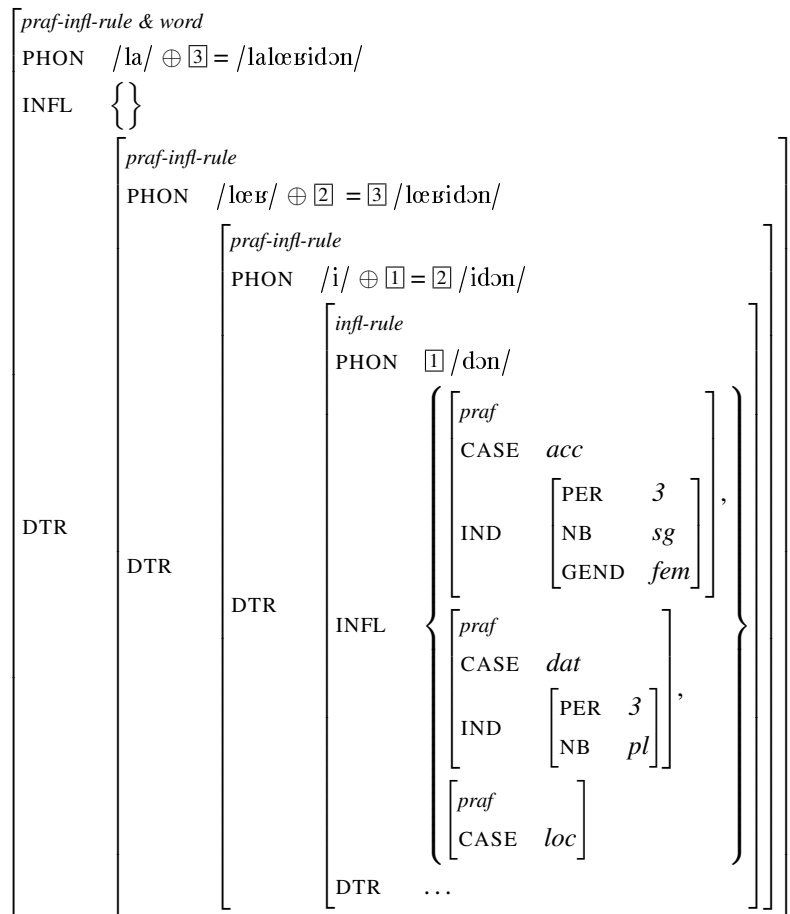 praf-infl-rule & word
PHON /la/ ⊕ 3 = /lalœʁidɔn/
INFL {}
praf-infl-rule
PHON /lœʁ/ ⊕ 2 = 3 /lœʁidɔn/
praf-infl-rule
PHON /i/ ⊕ 1 = 2 /idɔn/
infl-rule
PHON 1 /dɔn/
praf
CASE acc
PER 3
DTR IND NB sg ,
GEND fem
DTR
DTR INFL praf
CASE dat
PER 3 ,
IND
NB pl
praf
CASE loc
DTR ...